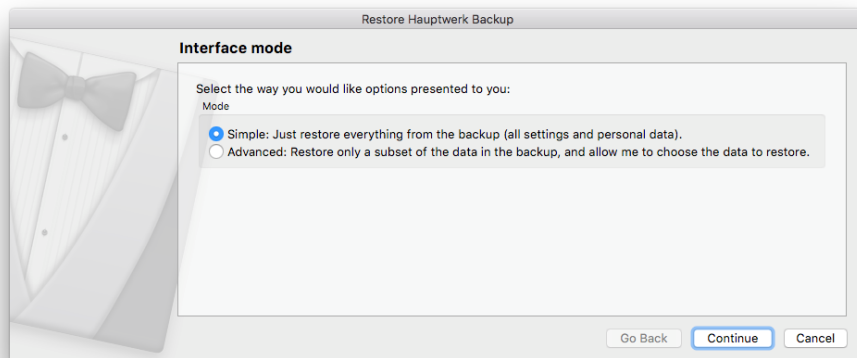 Restore Hauptwerk Backup
Interface mode
Select the way you would like options presented to you:
Mode
Simple: Just restore everything from the backup (all settings and personal data).
Advanced: Restore only a subset of the data in the backup, and allow me to choose the data to restore.
Go Back
Continue
Cancel